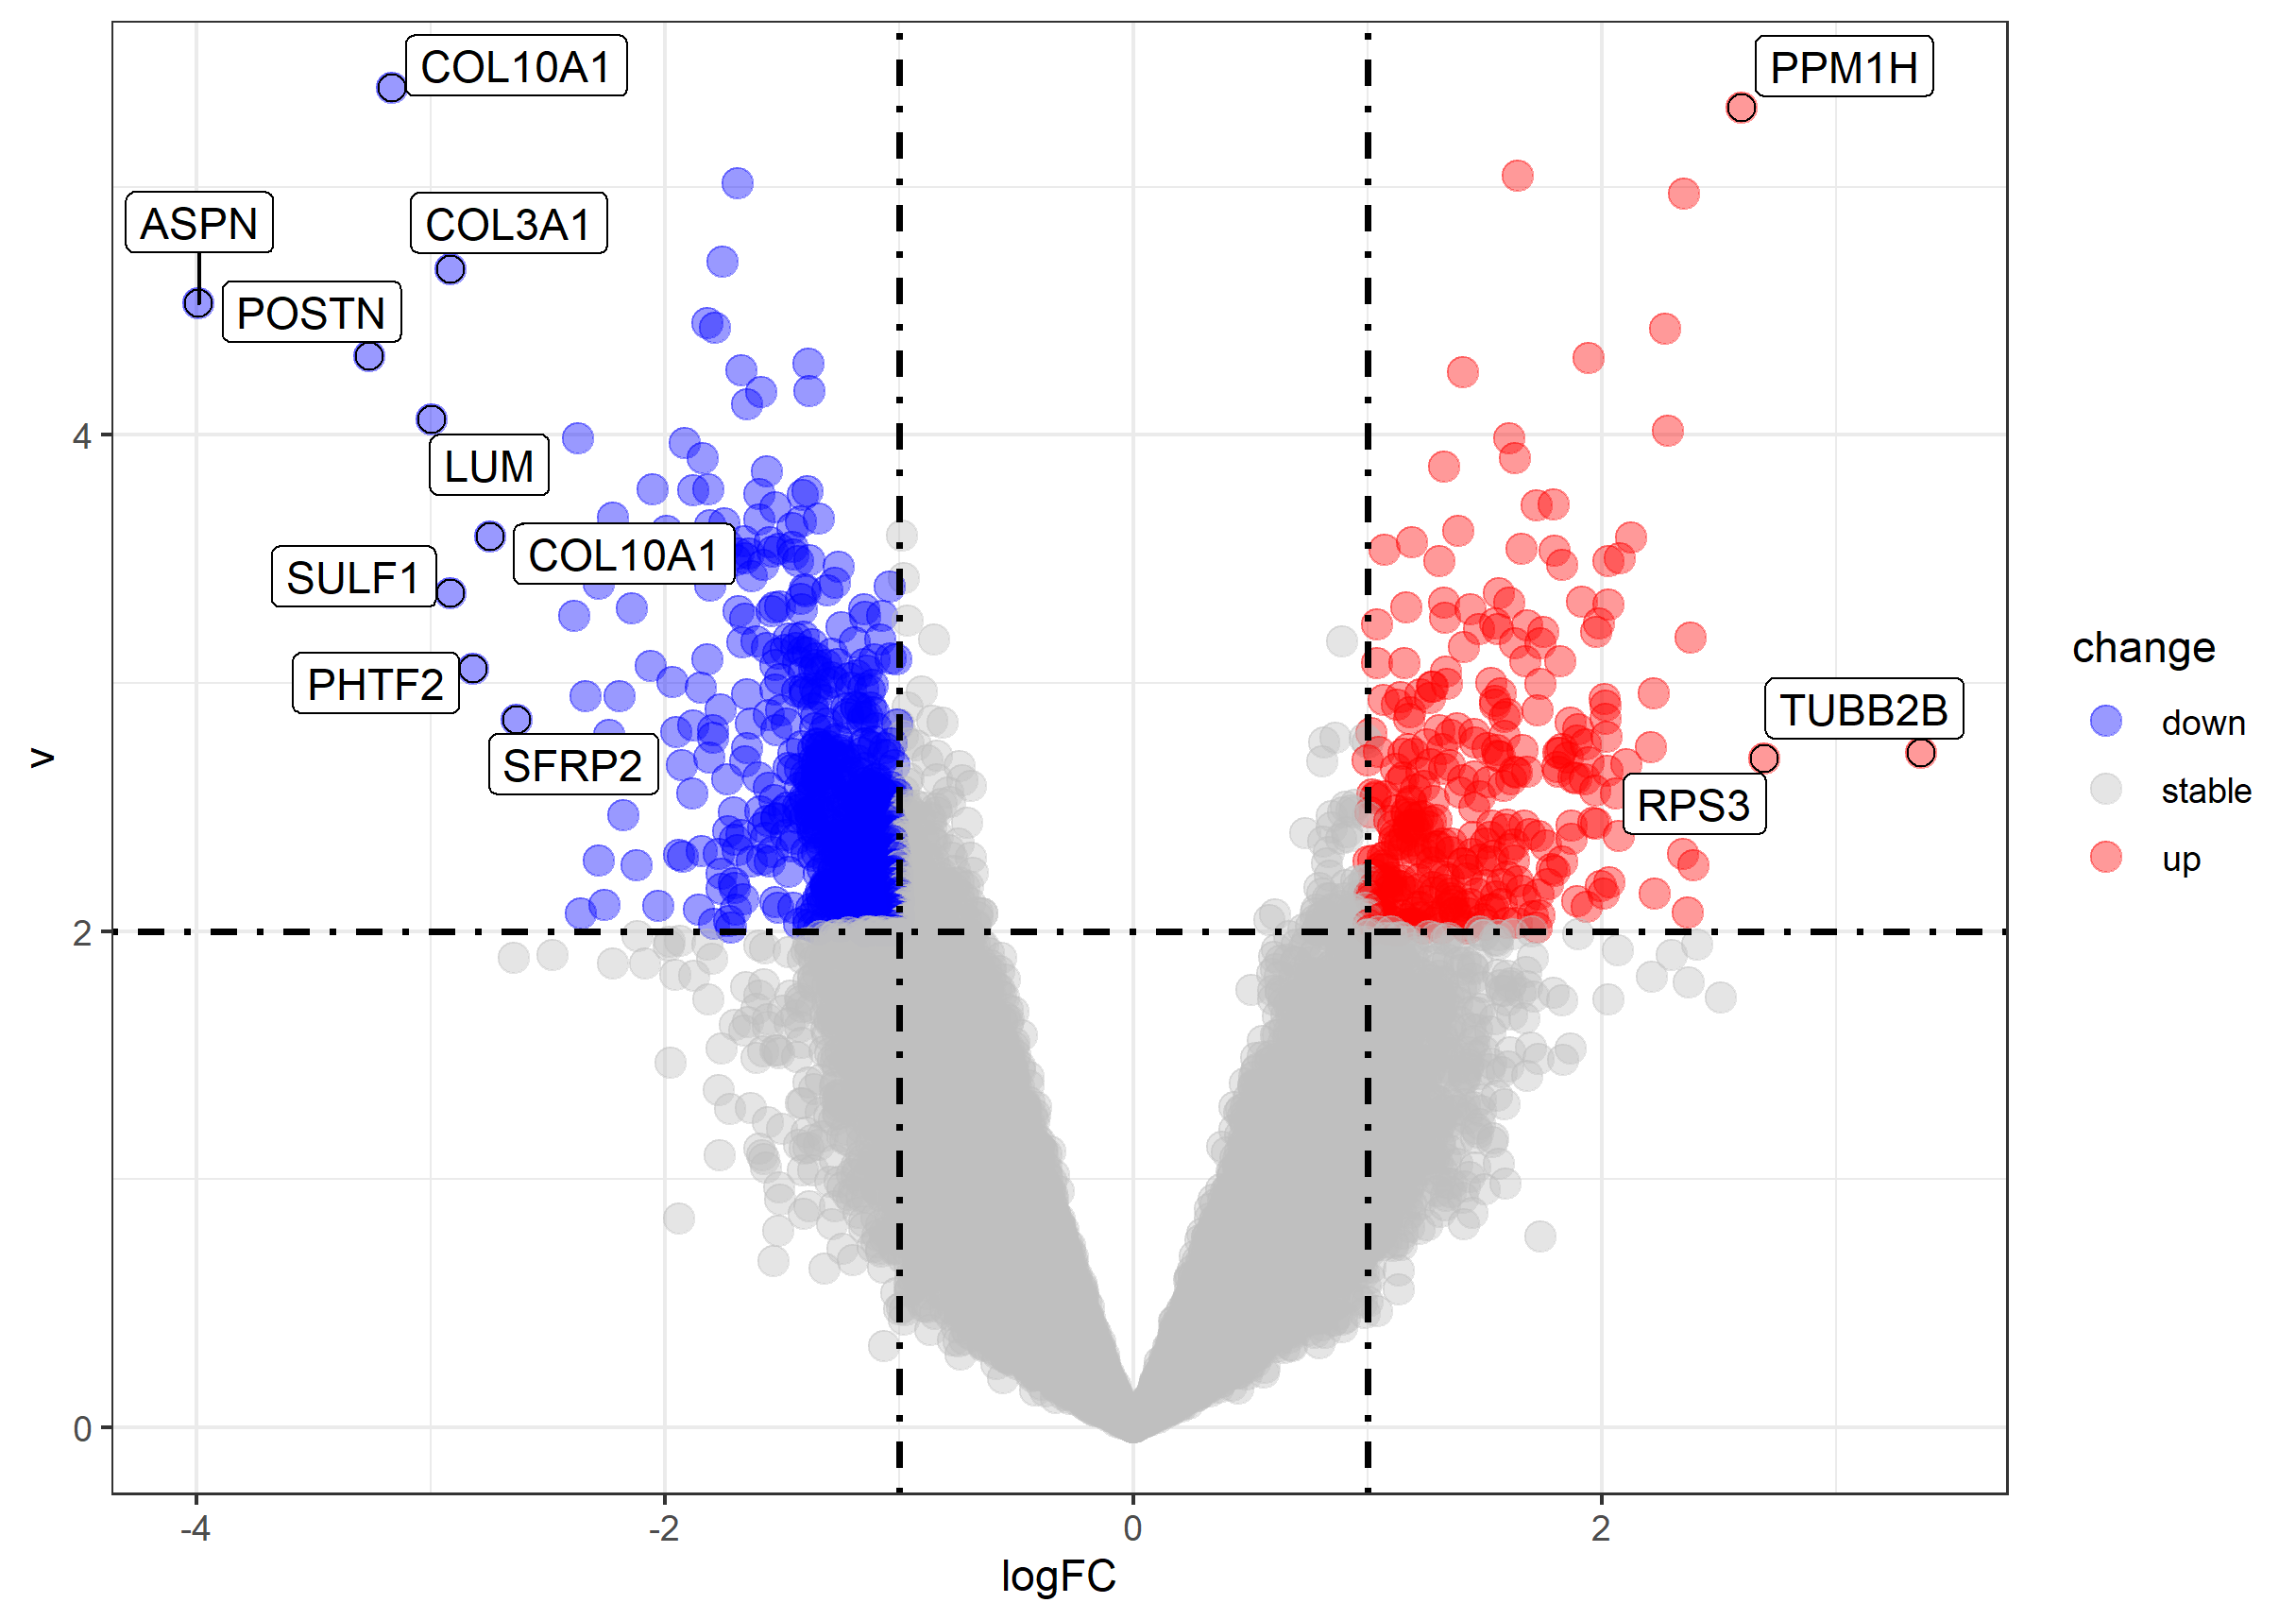 COL10A1
PPM1H
ASPN
COL3A1
POSTN
LUM
COL10A1
SULF1
PHTF2
SFRP2
TUBB2B
RPS3
4
2
0
v
-4
-2
0
2
logFC
change
down
stable
up